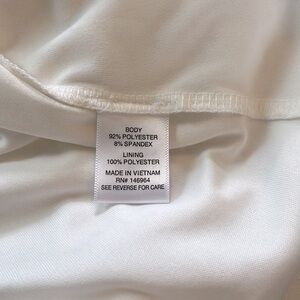 BODY
92% POLYESTER
8% SPANDEX
LINING
100% POLYESTER
MADE IN VIETNAM
RN# 146964
SEE REVERSE FOR CARE